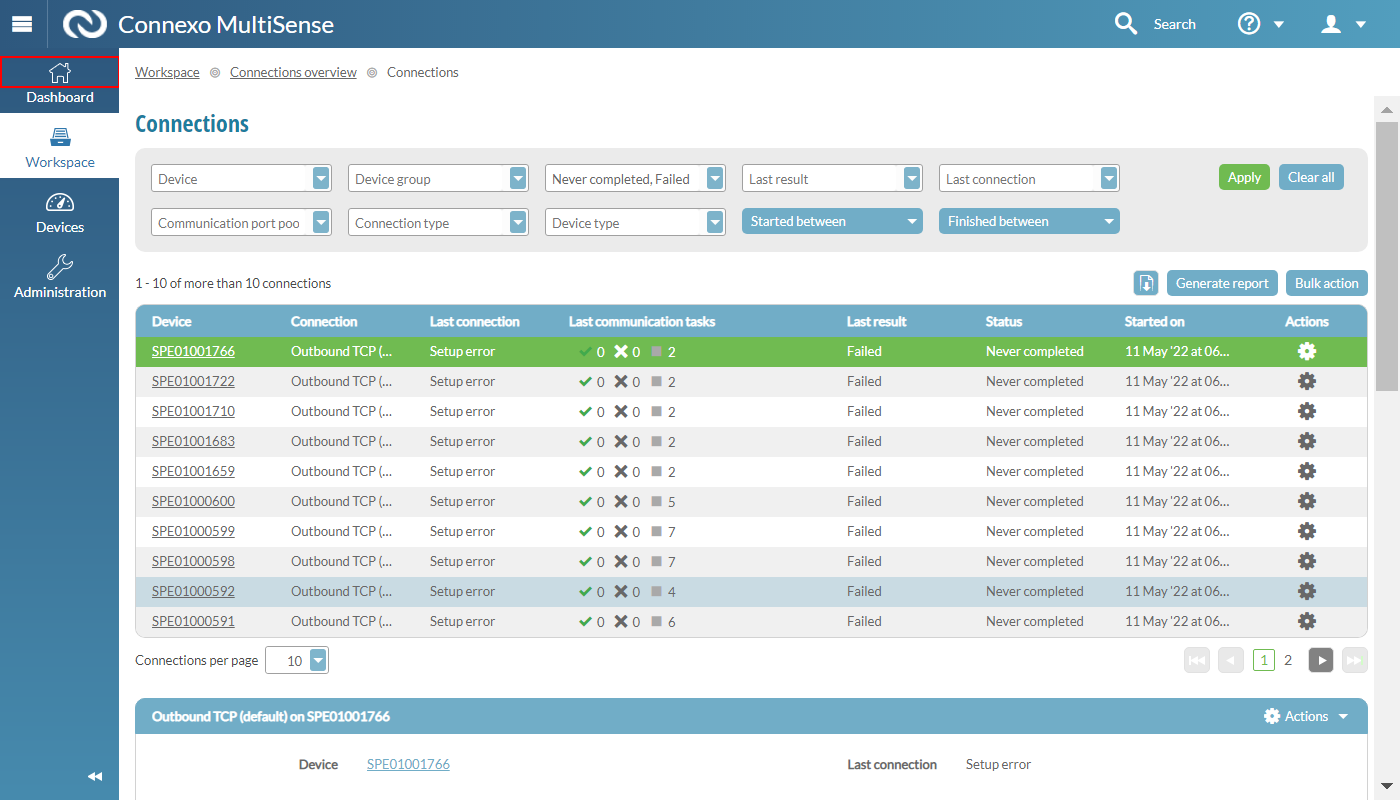 Connexo MultiSense
Search
Dashboard
Workspace
Devices
Administration
Workspace Connections overview Connections
Connections
Device Device group Never completed, Failed Last result Last connection Apply Clear all
Communication port poo Connection type Device type Started between Finished between
1 - 10 of more than 10 connections Generate report Bulk action
Device Connection Last connection Last communication tasks Last result Status Started on Actions
SPE01001766 Outbound TCP (... Setup error 0 0 2 Failed Never completed 11 May '22 at 06...
SPE01001722 Outbound TCP (... Setup error 0 0 2 Failed Never completed 11 May '22 at 06...
SPE01001710 Outbound TCP (... Setup error 0 0 2 Failed Never completed 11 May '22 at 06...
SPE01001683 Outbound TCP (... Setup error 0 0 2 Failed Never completed 11 May '22 at 06...
SPE01001659 Outbound TCP (... Setup error 0 0 2 Failed Never completed 11 May '22 at 06...
SPE01000600 Outbound TCP (... Setup error 0 0 5 Failed Never completed 11 May '22 at 06...
SPE01000599 Outbound TCP (... Setup error 0 0 7 Failed Never completed 11 May '22 at 06...
SPE01000598 Outbound TCP (... Setup error 0 0 7 Failed Never completed 11 May '22 at 06...
SPE01000592 Outbound TCP (... Setup error 0 0 4 Failed Never completed 11 May '22 at 06...
SPE01000591 Outbound TCP (... Setup error 0 0 6 Failed Never completed 11 May '22 at 06...
Connections per page 10 1 2
Outbound TCP (default) on SPE01001766 Actions
Device SPE01001766 Last connection Setup error